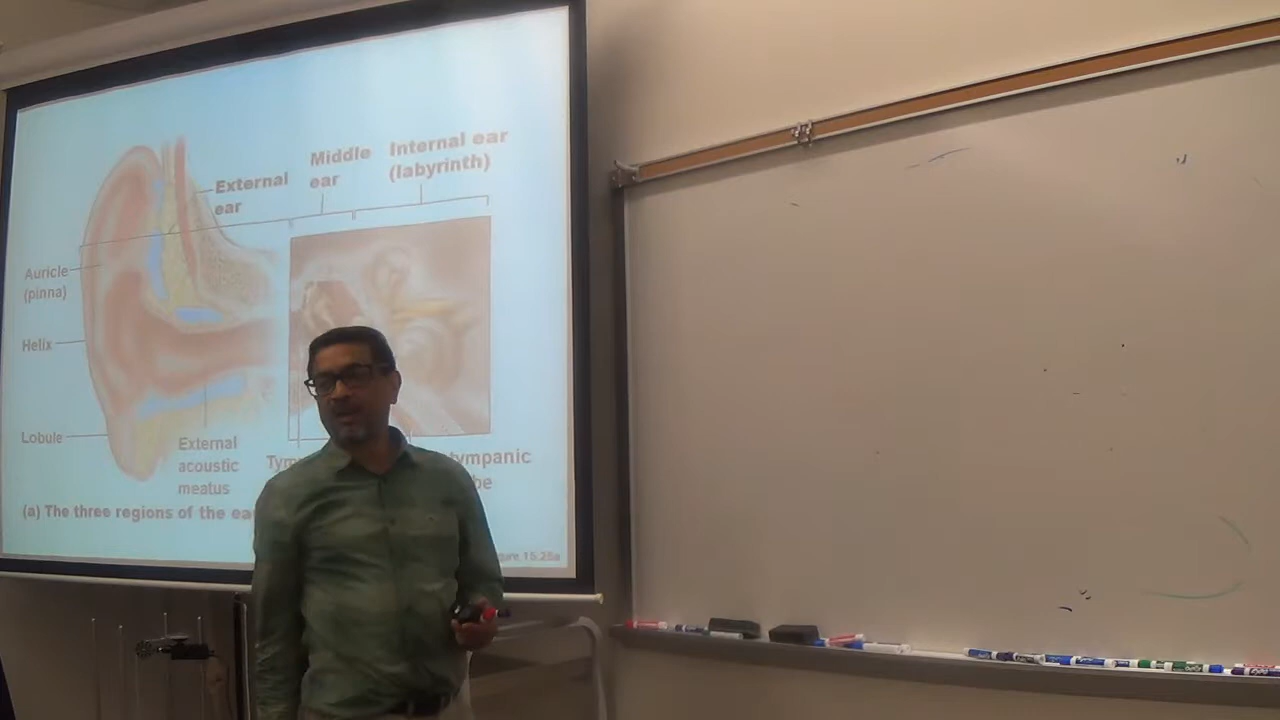 External
ear
Middle
ear
Internal ear
(labyrinth)
Auricle
(pinna)
Helix
Lobule
External
acoustic
meatus
tympanic
(a) The three regions of the